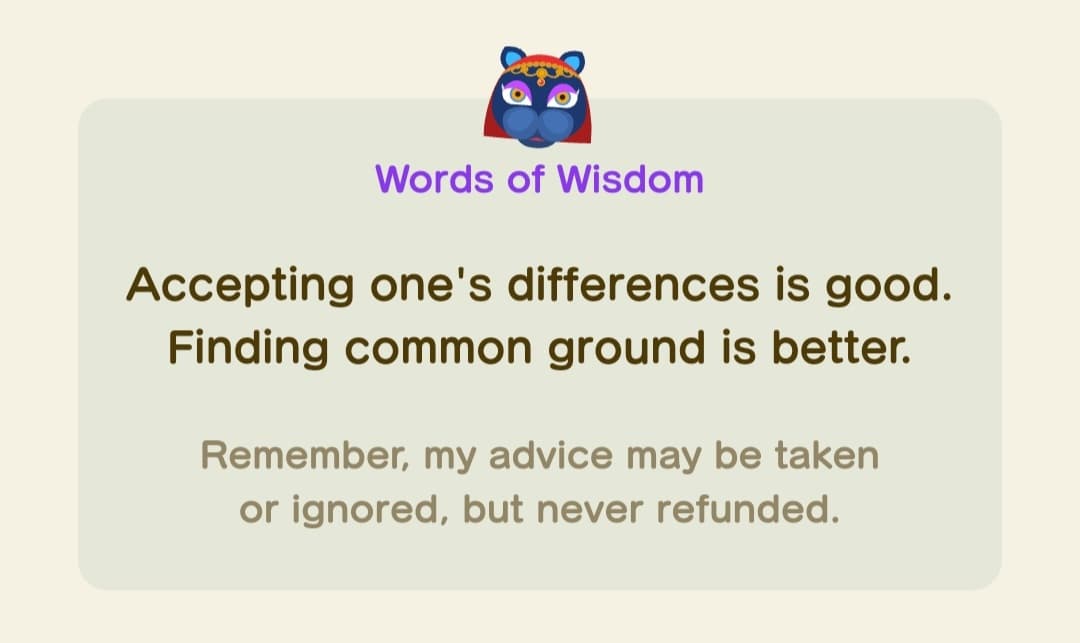 Words of Wisdom
Accepting one's differences is good.
Finding common ground is better.
Remember, my advice may be taken
or ignored, but never refunded.